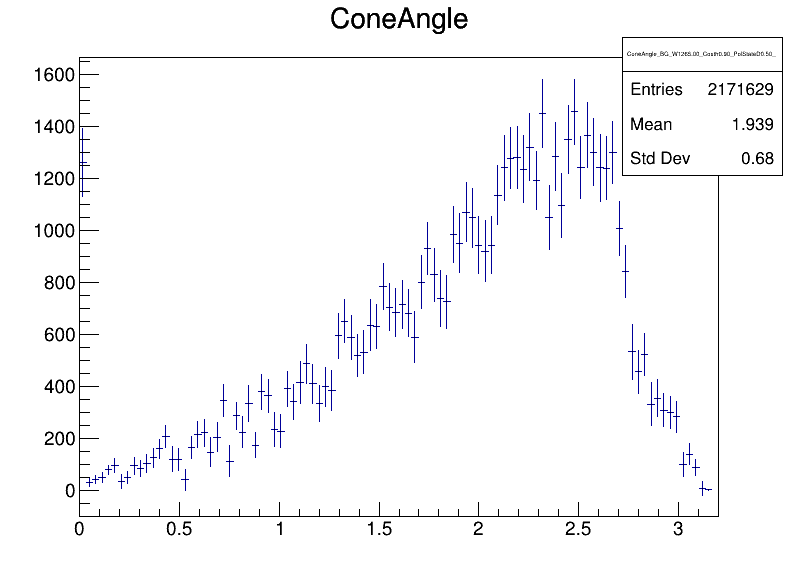 ConeAngle
ConeAngle_BG_W1265.00_Costh0.90_PolStateD0.50_
Entries 2171629
Mean 1.939
Std Dev 0.68
1600
1400
1200
1000
800
600
400
200
0
0 0.5 1 1.5 2 2.5 3